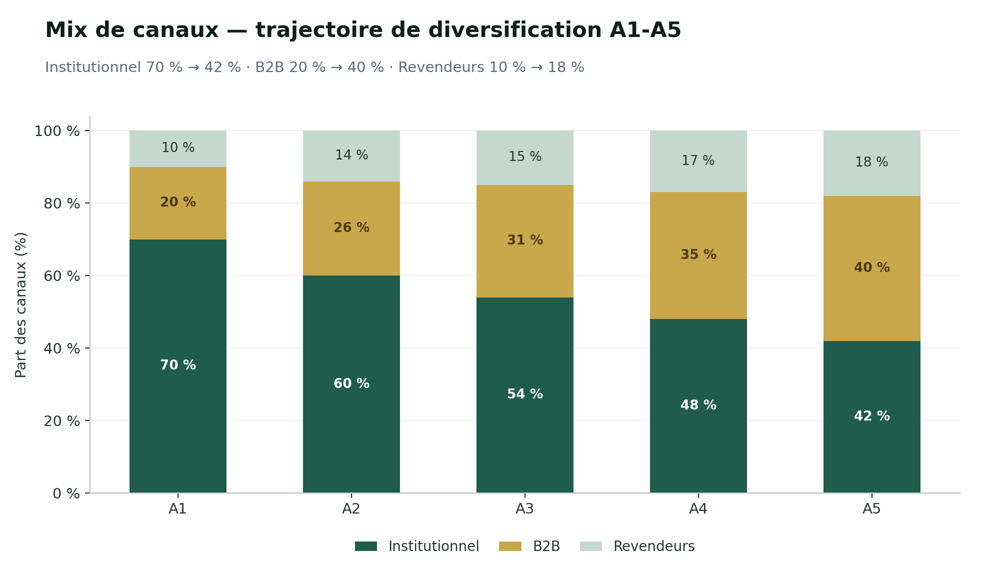 Mix de canaux — trajectoire de diversification A1-A5
Institutionnel 70 % → 42 % · B2B 20 % → 40 % · Revendeurs 10 % → 18 %
Part des canaux (%)
100 %
80 %
60 %
40 %
20 %
0 %
10 %
14 %
15 %
17 %
18 %
20 %
26 %
31 %
35 %
40 %
70 %
60 %
54 %
48 %
42 %
A1
A2
A3
A4
A5
Institutionnel
B2B
Revendeurs